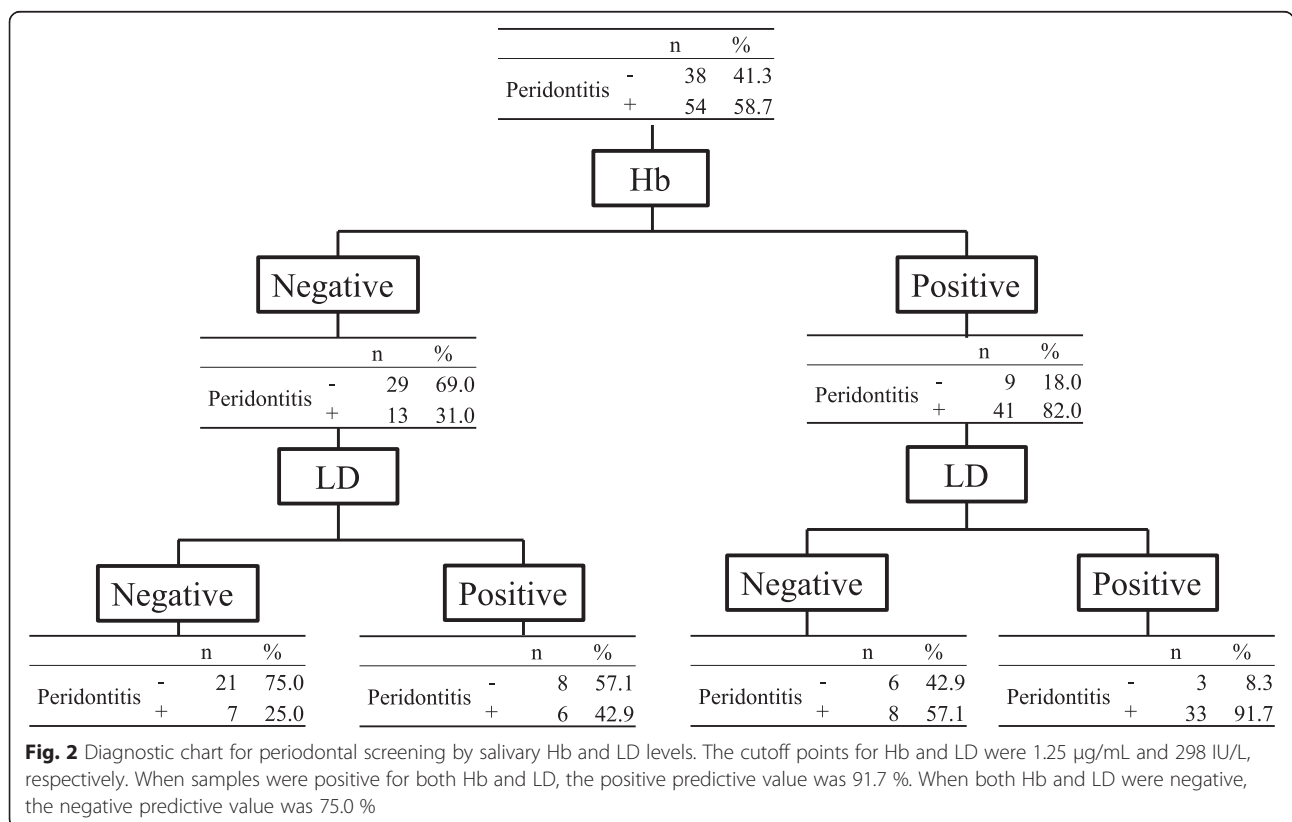 n %
- 38 41.3
Peridontitis
+ 54 58.7
Hb
Negative
Positive
n %
- 29 69.0
Peridontitis
+ 13 31.0
n %
- 9 18.0
Peridontitis
+ 41 82.0
LD
LD
Negative
Positive
Negative
Positive
n %
- 21 75.0
Peridontitis
+ 7 25.0
n %
- 8 57.1
Peridontitis
+ 6 42.9
n %
- 6 42.9
Peridontitis
+ 8 57.1
n %
- 3 8.3
Peridontitis
+ 33 91.7
Fig. 2 Diagnostic chart for periodontal screening by salivary Hb and LD levels. The cutoff points for Hb and LD were 1.25 μg/mL and 298 IU/L,
respectively. When samples were positive for both Hb and LD, the positive predictive value was 91.7 %. When both Hb and LD were negative,
the negative predictive value was 75.0 %